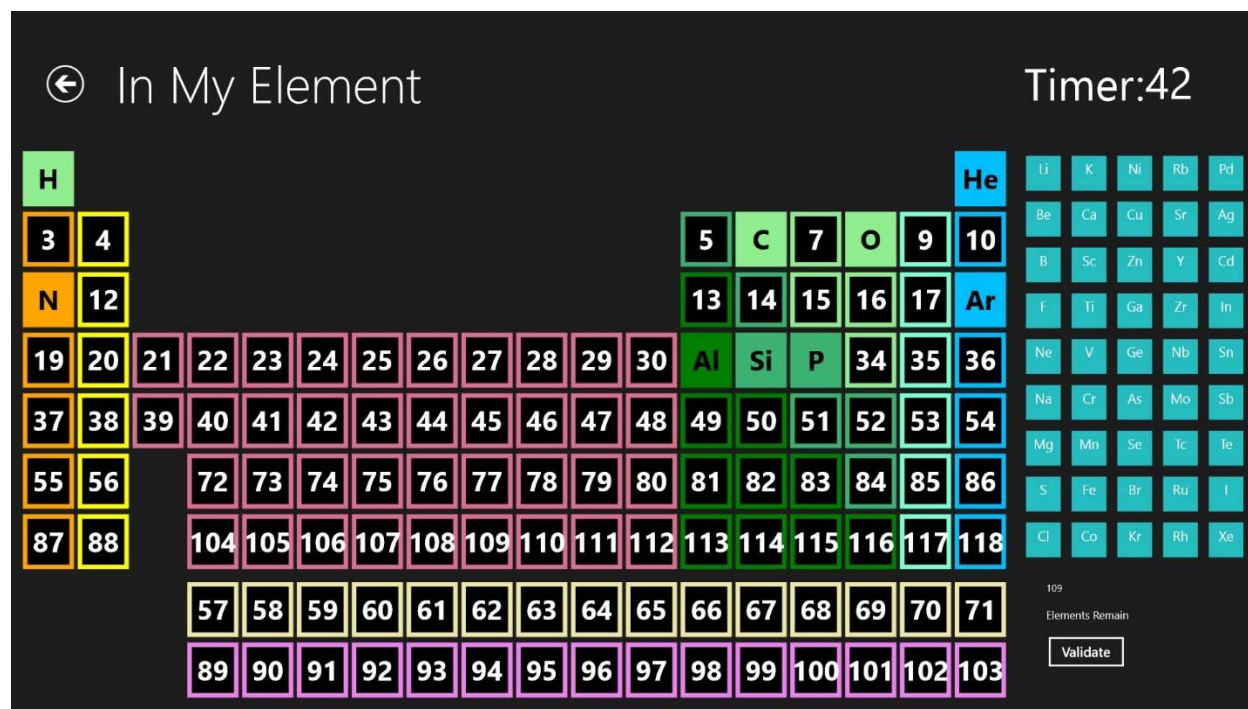 In My Element
Timer:42
H He
3 4 5 C 7 O 9 10
N 12 13 14 15 16 17 Ar
19 20 21 22 23 24 25 26 27 28 29 30 Al Si P 34 35 36
37 38 39 40 41 42 43 44 45 46 47 48 49 50 51 52 53 54
55 56 72 73 74 75 76 77 78 79 80 81 82 83 84 85 86
87 88 104 105 106 107 108 109 110 111 112 113 114 115 116 117 118
57 58 59 60 61 62 63 64 65 66 67 68 69 70 71
89 90 91 92 93 94 95 96 97 98 99 100 101 102 103
Li K Ni Rb Pd
Be Ca Cu Sr Ag
B Sc Zn Y Cd
F Ti Ga Zr In
Ne V Ge Nb Sn
Na Cr As Mo Sb
Mg Mn Se Tc Te
S Fe Br Ru I
Cl Co Kr Rh Xe
109
Elements Remain
Validate